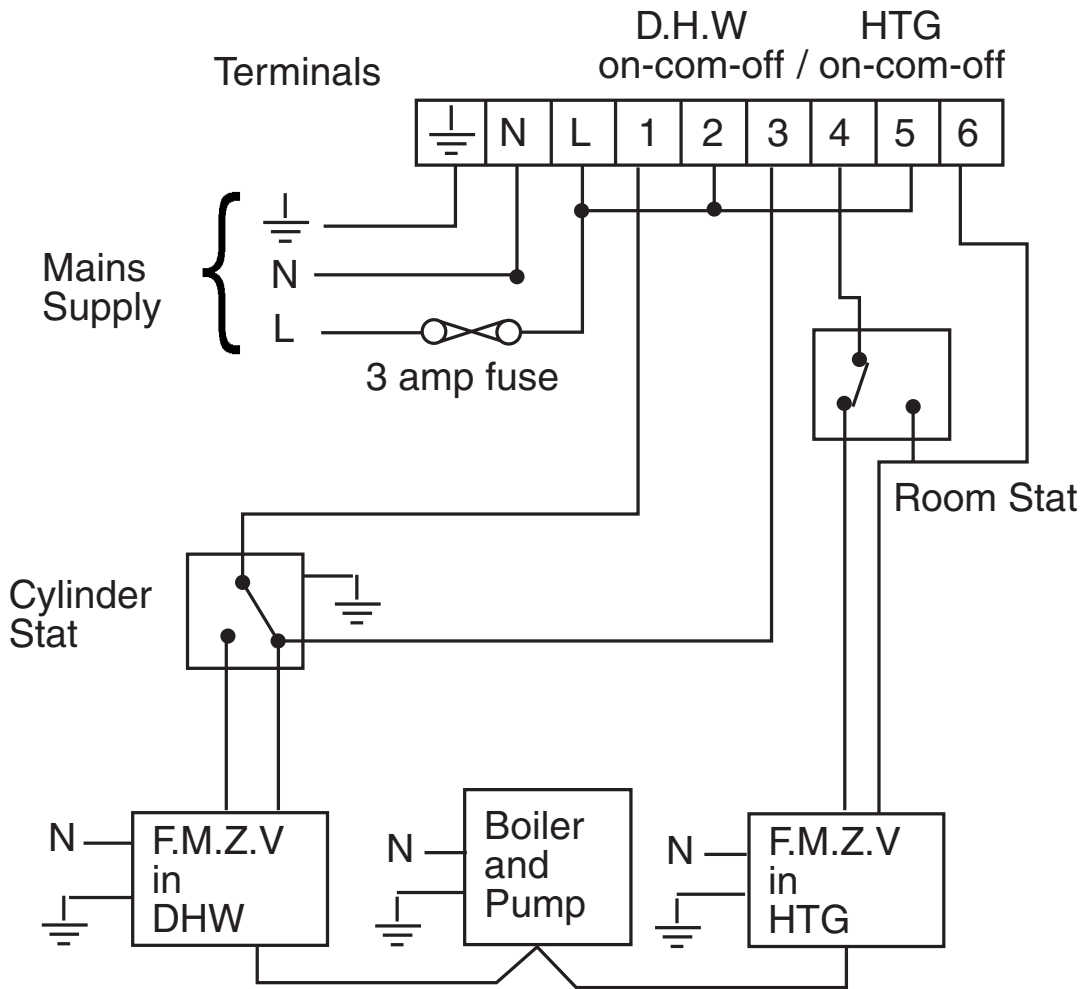 D.H.W HTG
on-com-off / on-com-off
Terminals
N L 1 2 3 4 5 6
Mains
Supply
N
L
3 amp fuse
Room Stat
Cylinder
Stat
N
F.M.Z.V
in
DHW
N
Boiler
and
Pump
N
F.M.Z.V
in
HTG